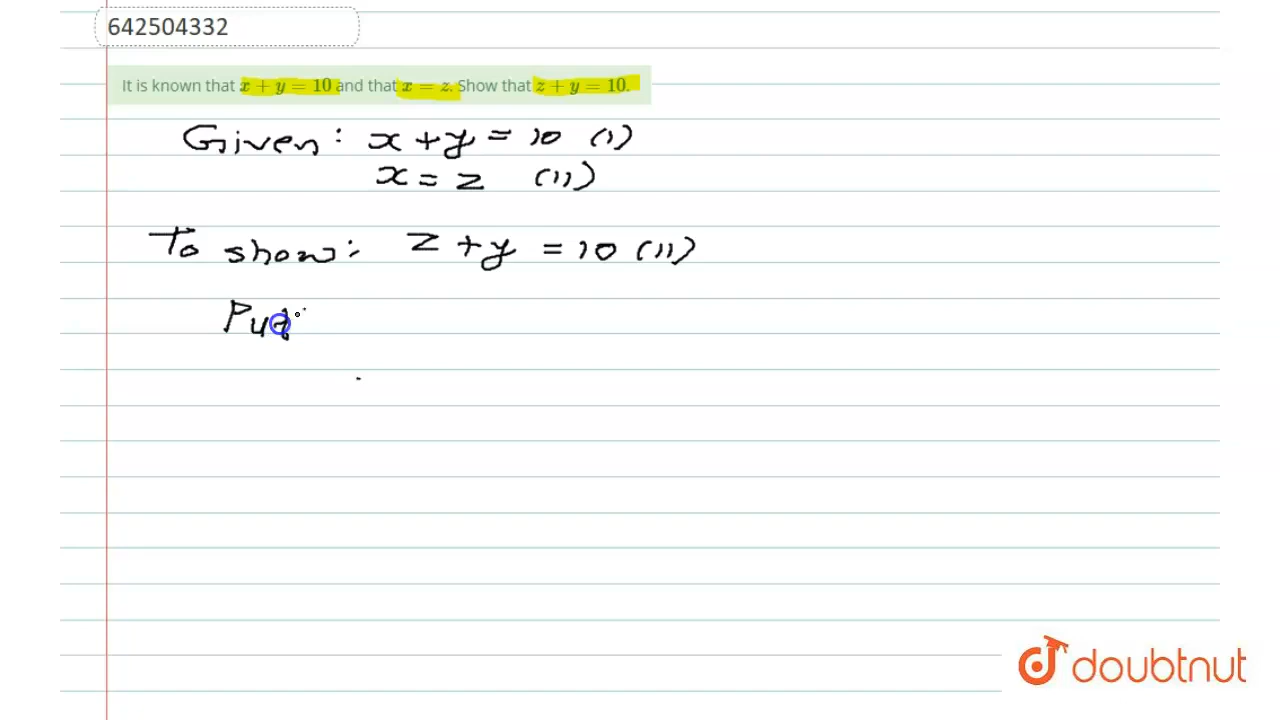 642504332
It is known that x + y = 10 and that x = z. Show that z + y = 10.
Given: x + y = 10 (1)
x = z (11)
To show: z + y = 10 (11)
Put
doubtnut